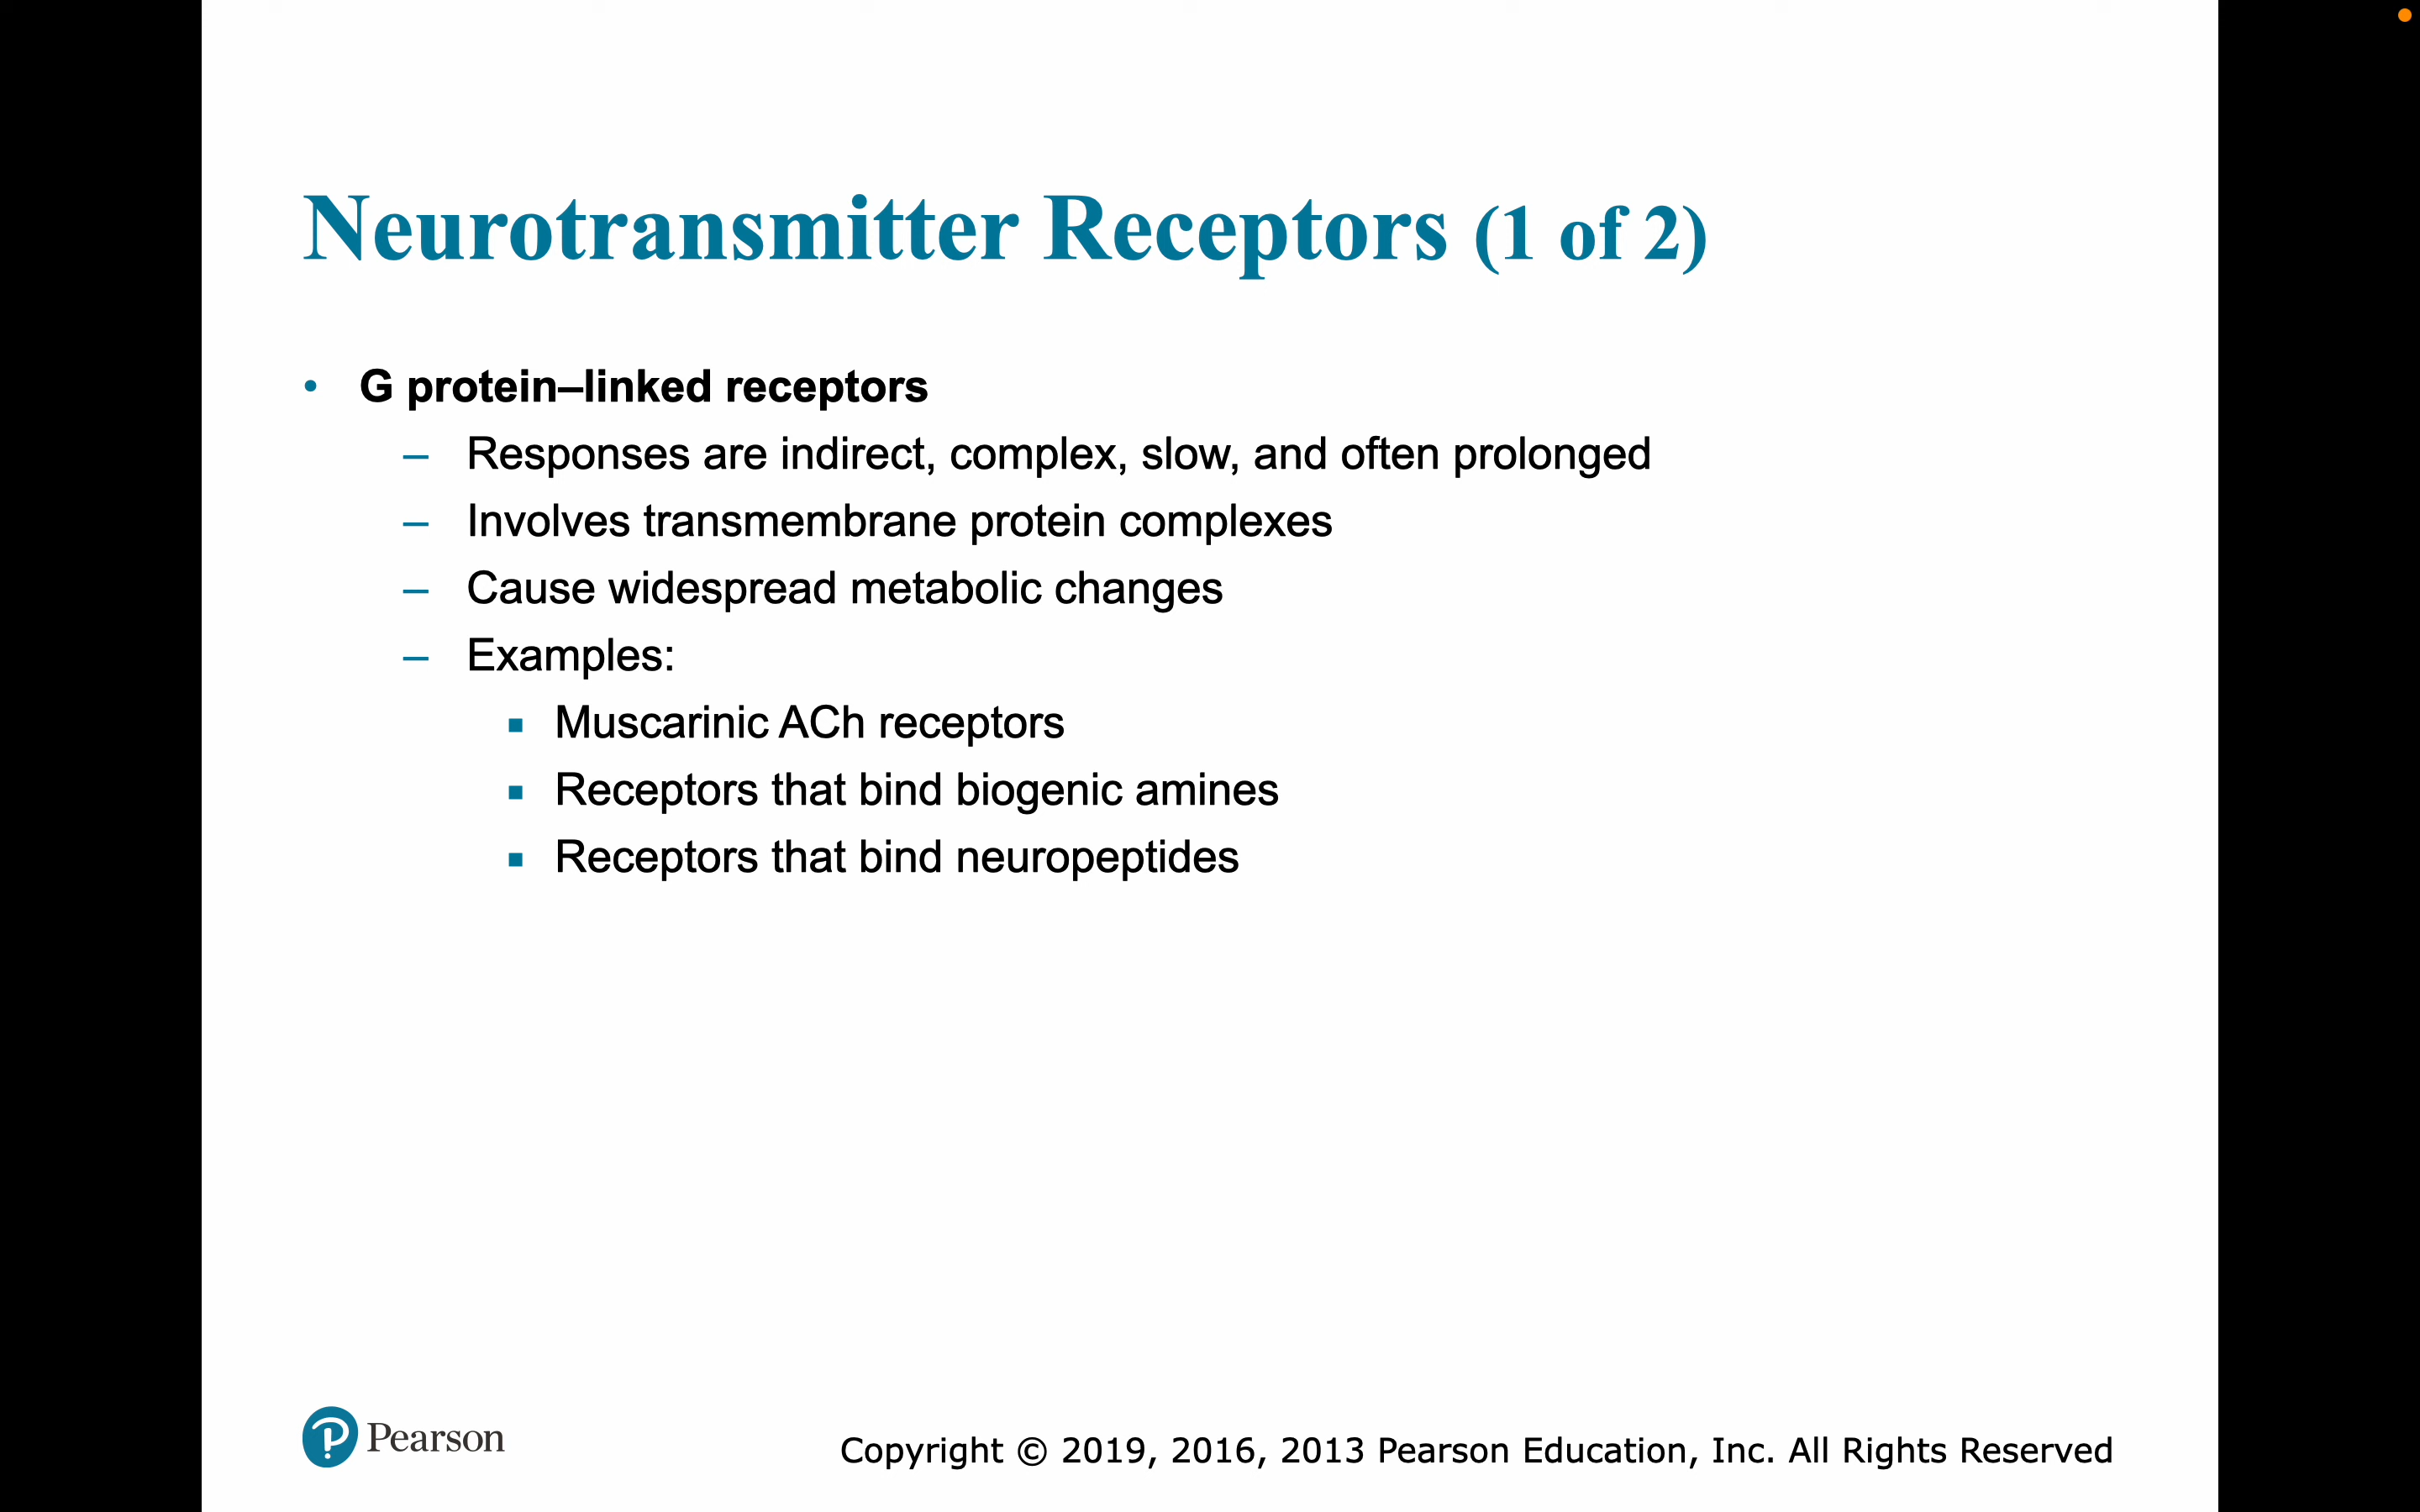 Neurotransmitter Receptors (1 of 2)
• G protein–linked receptors
– Responses are indirect, complex, slow, and often prolonged
– Involves transmembrane protein complexes
– Cause widespread metabolic changes
– Examples:
▪ Muscarinic ACh receptors
▪ Receptors that bind biogenic amines
▪ Receptors that bind neuropeptides
P Pearson
Copyright © 2019, 2016, 2013 Pearson Education, Inc. All Rights Reserved